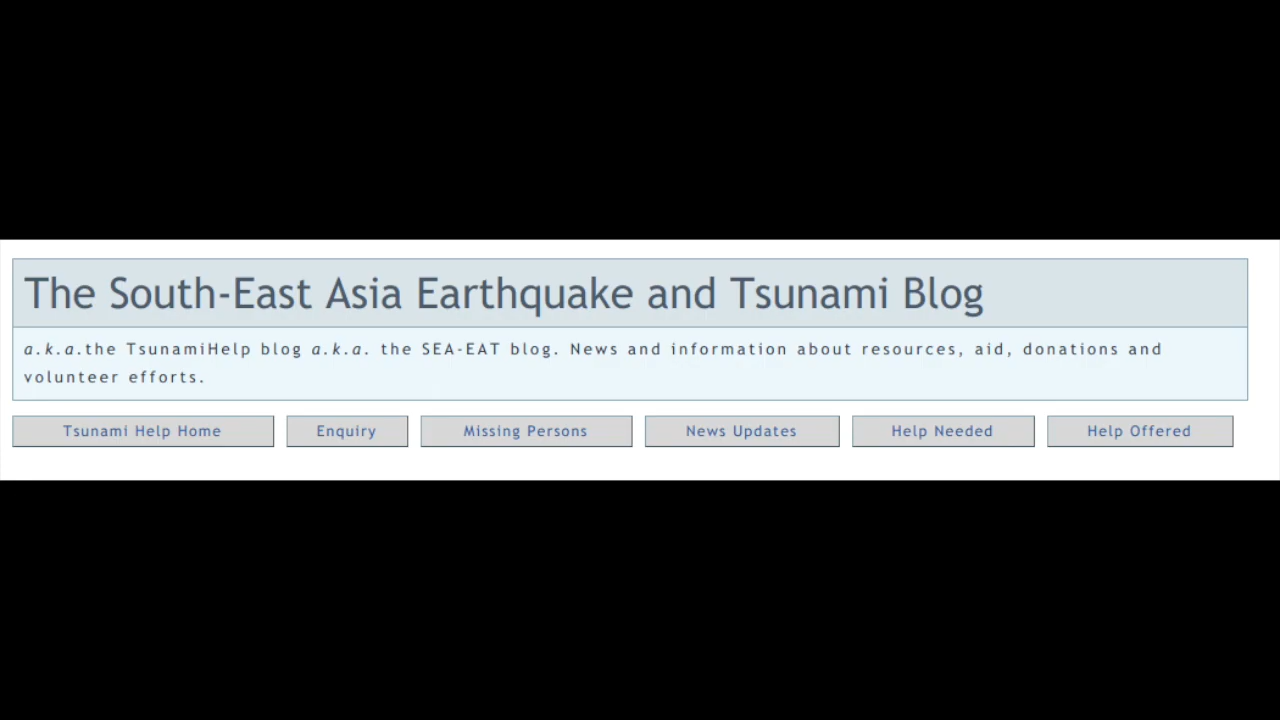 The South-East Asia Earthquake and Tsunami Blog
a.k.a.the TsunamiHelp blog a.k.a. the SEA-EAT blog. News and information about resources, aid, donations and
volunteer efforts.
Tsunami Help Home Enquiry Missing Persons News Updates Help Needed Help Offered